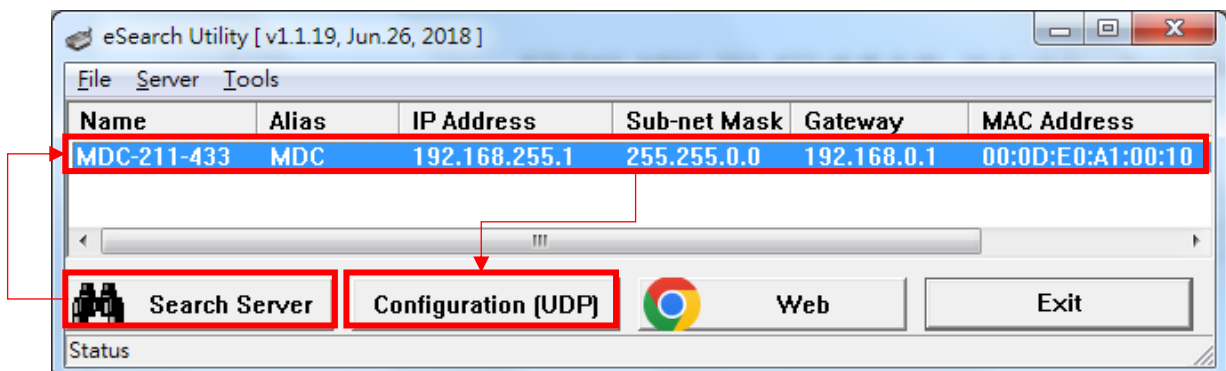 eSearch Utility [ v1.1.19, Jun.26, 2018 ]
File Server Tools
Name Alias IP Address Sub-net Mask Gateway MAC Address
MDC-211-433 MDC 192.168.255.1 255.255.0.0 192.168.0.1 00:0D:E0:A1:00:10
Search Server Configuration (UDP) Web Exit
Status